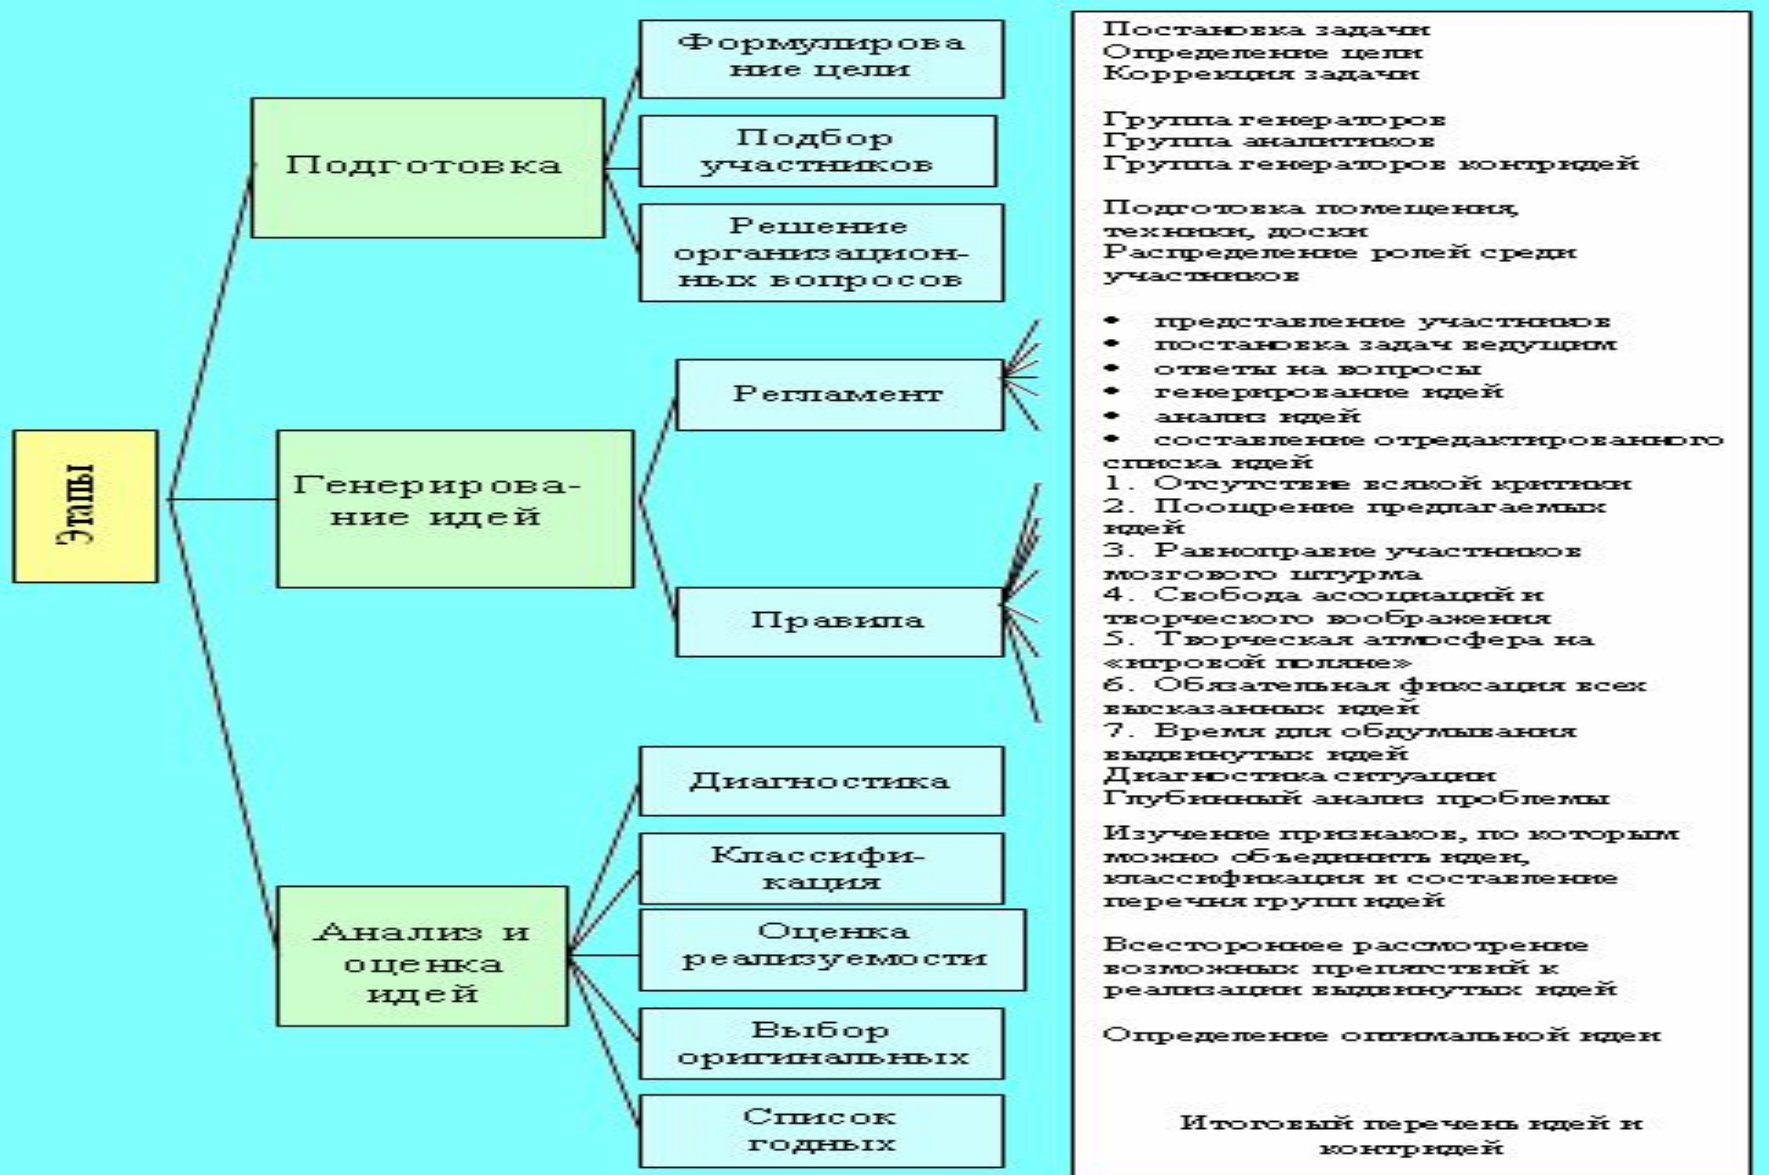 Этапы
Подготовка
Формулирова
ние цели
Подбор
участников
Решение
организацион-
ных вопросов
Генерирова-
ние идей
Регламент
Правила
Анализ и
оценка
идей
Диагностика
Классифи-
кация
Оценка
реализуемости
Выбор
оригинальных
Список
годных
Постановка задачи
Определение цели
Коррекция задачи
Группа генераторов
Группа аналитиков
Группа генераторов контридей
Подготовка помещения,
техники, доски
Распределение ролей среди
участников
• представление участников
• постановка задач ведущим
• ответы на вопросы
• генерирование идей
• анализ идей
• составление отредактированного
списка идей
1. Отсутствие всякой критики
2. Поощрение предлагаемых
идей
3. Равноправие участников
мозгового штурма
4. Свобода ассоциаций и
творческого воображения
5. Творческая атмосфера на
«игровой поляне»
6. Обязательная фиксация всех
высказанных идей
7. Время для обдумывания
выдвинутых идей
Диагностика ситуации
Глубинный анализ проблемы
Изучение признаков, по которым
можно объединить идеи,
классификация и составление
перечня групп идей
Всестороннее рассмотрение
возможных препятствий к
реализации выдвинутых идей
Определение оптимальной идеи
Итоговый перечень идей и
контридей